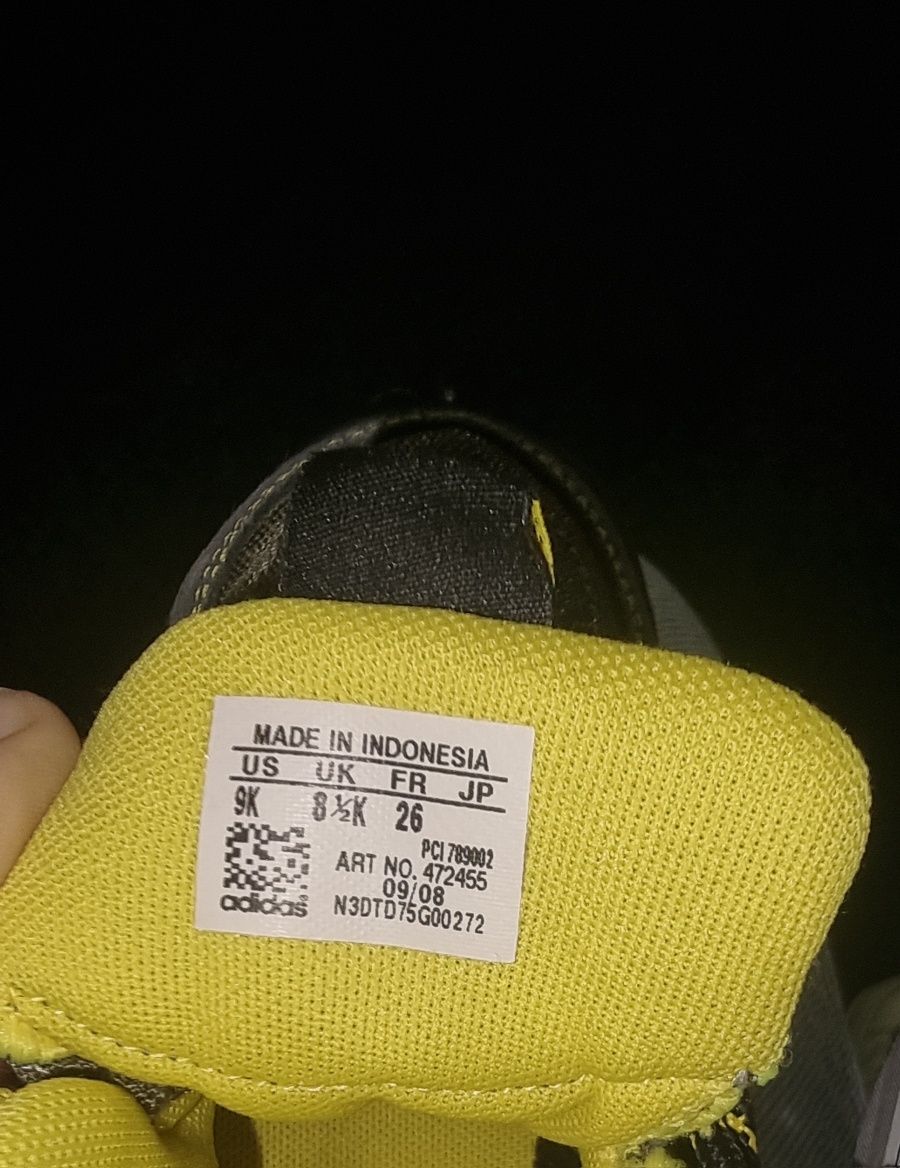 MADE IN INDONESIA
US UK FR JP
9K 8½K 26
PCI 789002
ART NO. 472455
09/08
adidas N3DTD75G00272